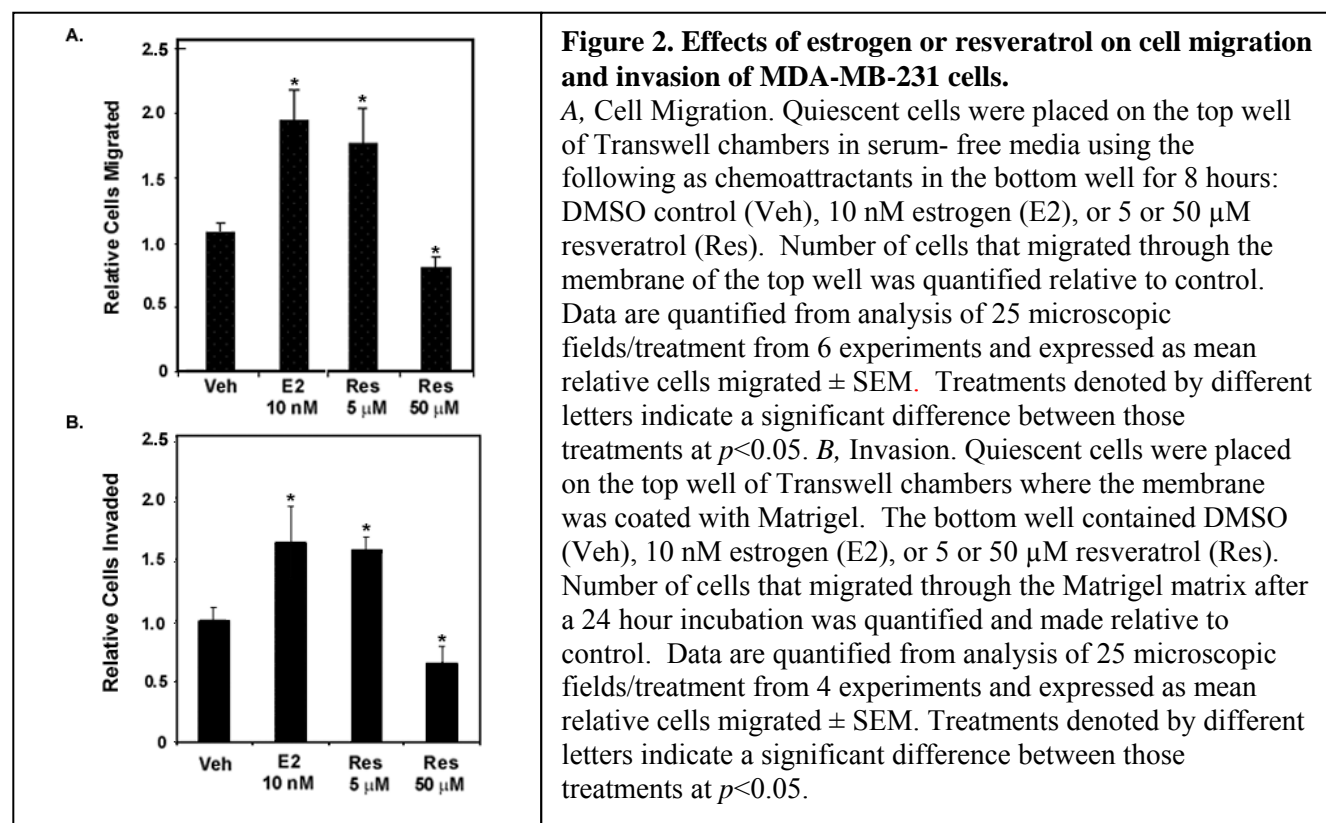 A.
2.5
2.0
1.5
1.0
0.5
0
Relative Cells Migrated
*
*
*
Veh E2 Res Res
10 nM 5 μM 50 μM
B.
2.5
2.0
1.5
1.0
0.5
0
Relative Cells Invaded
*
*
*
Veh E2 Res Res
10 nM 5 μM 50 μM
Figure 2. Effects of estrogen or resveratrol on cell migration
and invasion of MDA-MB-231 cells.
A, Cell Migration. Quiescent cells were placed on the top well
of Transwell chambers in serum- free media using the
following as chemoattractants in the bottom well for 8 hours:
DMSO control (Veh), 10 nM estrogen (E2), or 5 or 50 µM
resveratrol (Res). Number of cells that migrated through the
membrane of the top well was quantified relative to control.
Data are quantified from analysis of 25 microscopic
fields/treatment from 6 experiments and expressed as mean
relative cells migrated ± SEM. Treatments denoted by different
letters indicate a significant difference between those
treatments at p<0.05. B, Invasion. Quiescent cells were placed
on the top well of Transwell chambers where the membrane
was coated with Matrigel. The bottom well contained DMSO
(Veh), 10 nM estrogen (E2), or 5 or 50 µM resveratrol (Res).
Number of cells that migrated through the Matrigel matrix after
a 24 hour incubation was quantified and made relative to
control. Data are quantified from analysis of 25 microscopic
fields/treatment from 4 experiments and expressed as mean
relative cells migrated ± SEM. Treatments denoted by different
letters indicate a significant difference between those
treatments at p<0.05.